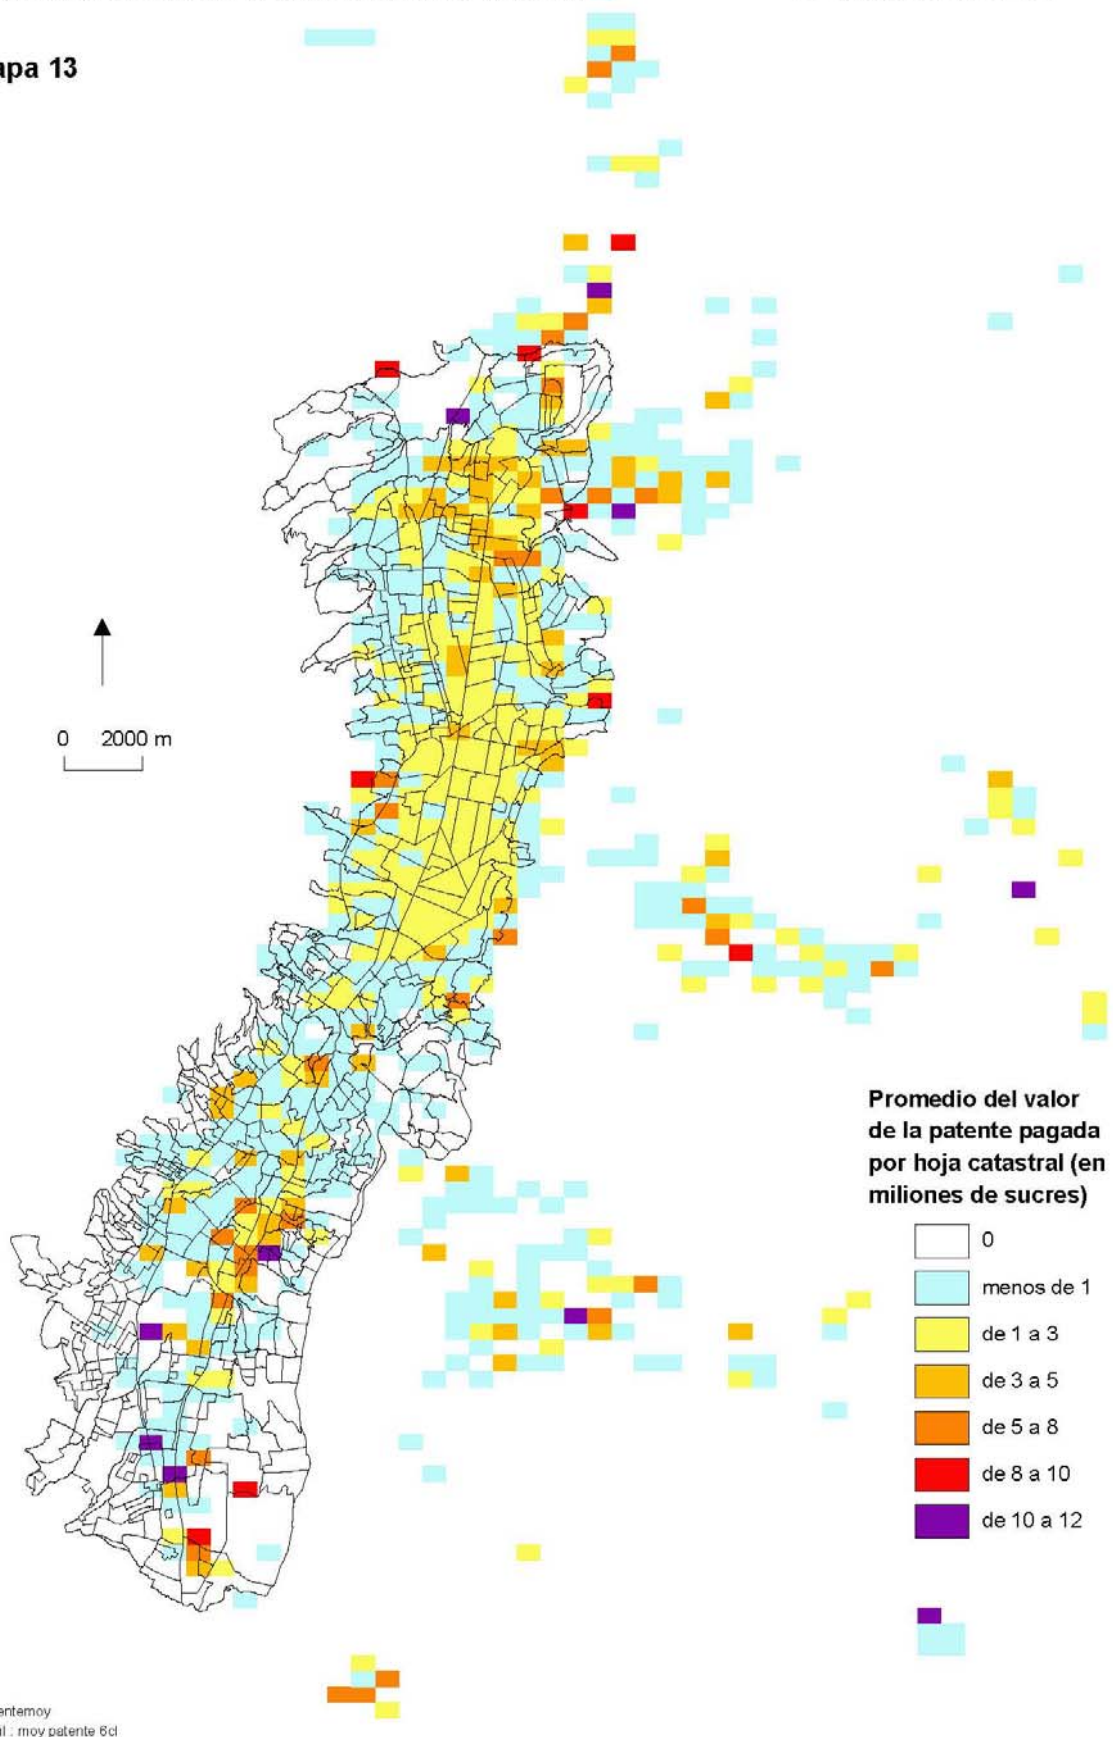 apa 13
0 2000 m
Promedio del valor
de la patente pagada
por hoja catastral (en
miliones de sucres)
0
menos de 1
de 1 a 3
de 3 a 5
de 5 a 8
de 8 a 10
de 10 a 12
entemoy
: moy patente 6cl